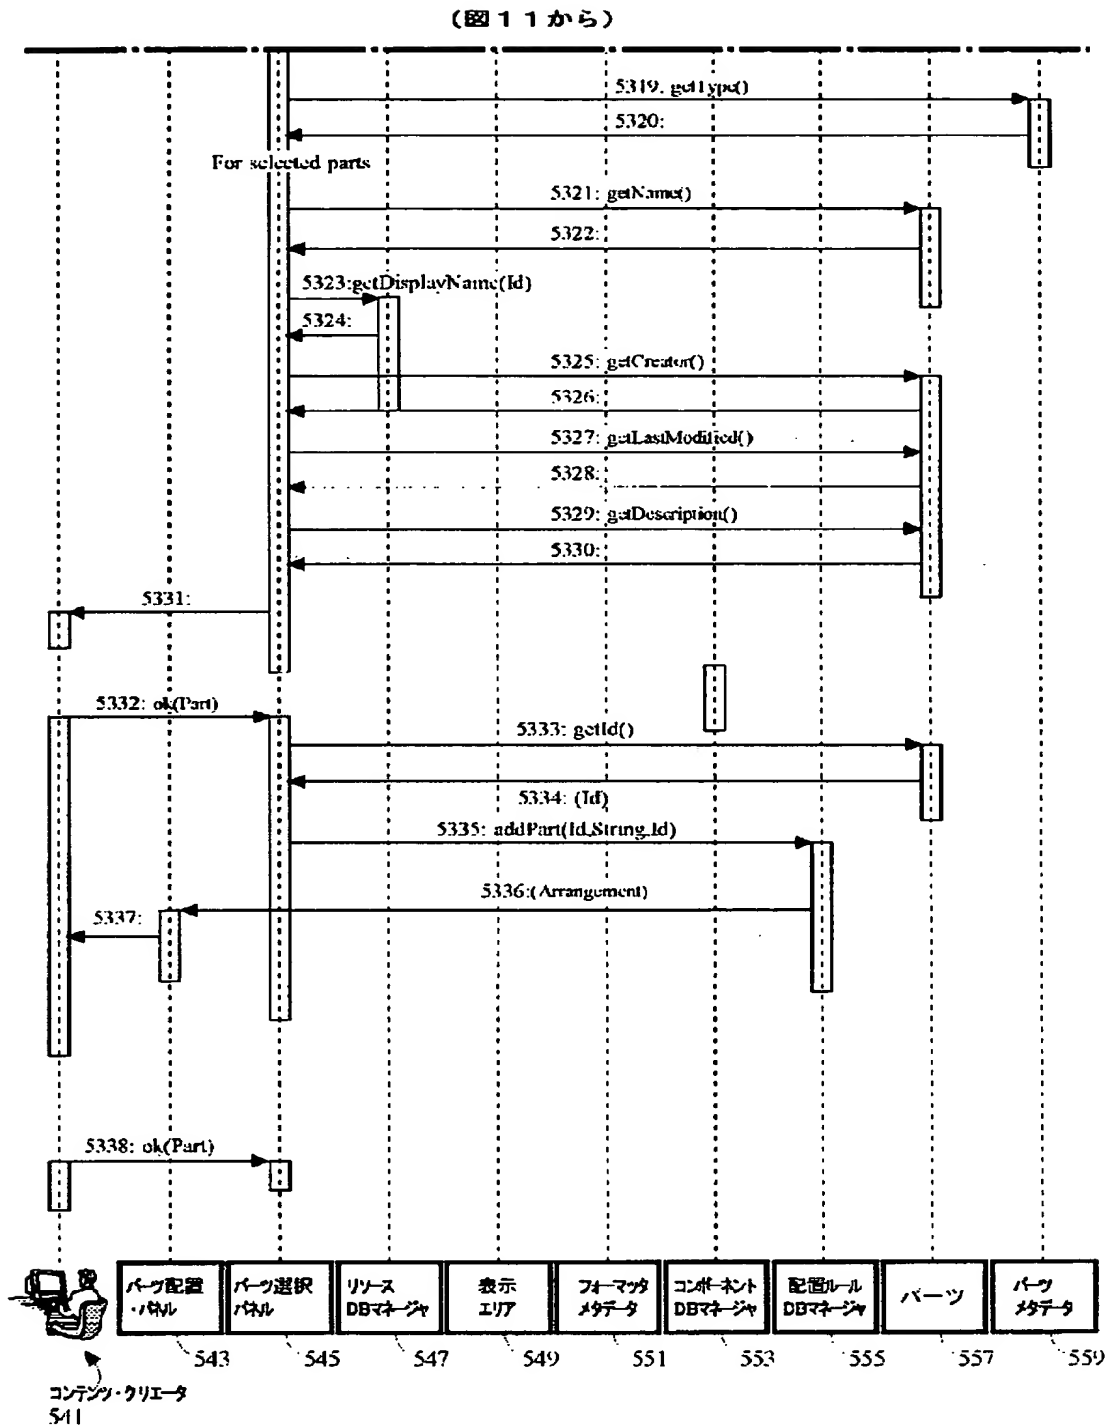 (図11から)
5319: getType()
5320:
For selected parts
5321: getName()
5322:
5323:getDisplayName(Id)
5324:
5325: getCreator()
5326:
5327: getLastModified()
5328:
5329: getDescription()
5330:
5331:
5332: ok(Part)
5333: getId()
5334: (Id)
5335: addPart(Id,String,Id)
5336:(Arrangement)
5337:
5338: ok(Part)
パーツ配置
・パネル
パーツ選択
パネル
リソース
DBマネージャ
表示
エリア
フォーマッタ
メタデータ
コンポーネント
DBマネージャ
配置ルール
DBマネージャ
パーツ
パーツ
メタデータ
543
545
547
549
551
553
555
557
559
コンテンツ・クリエータ
541